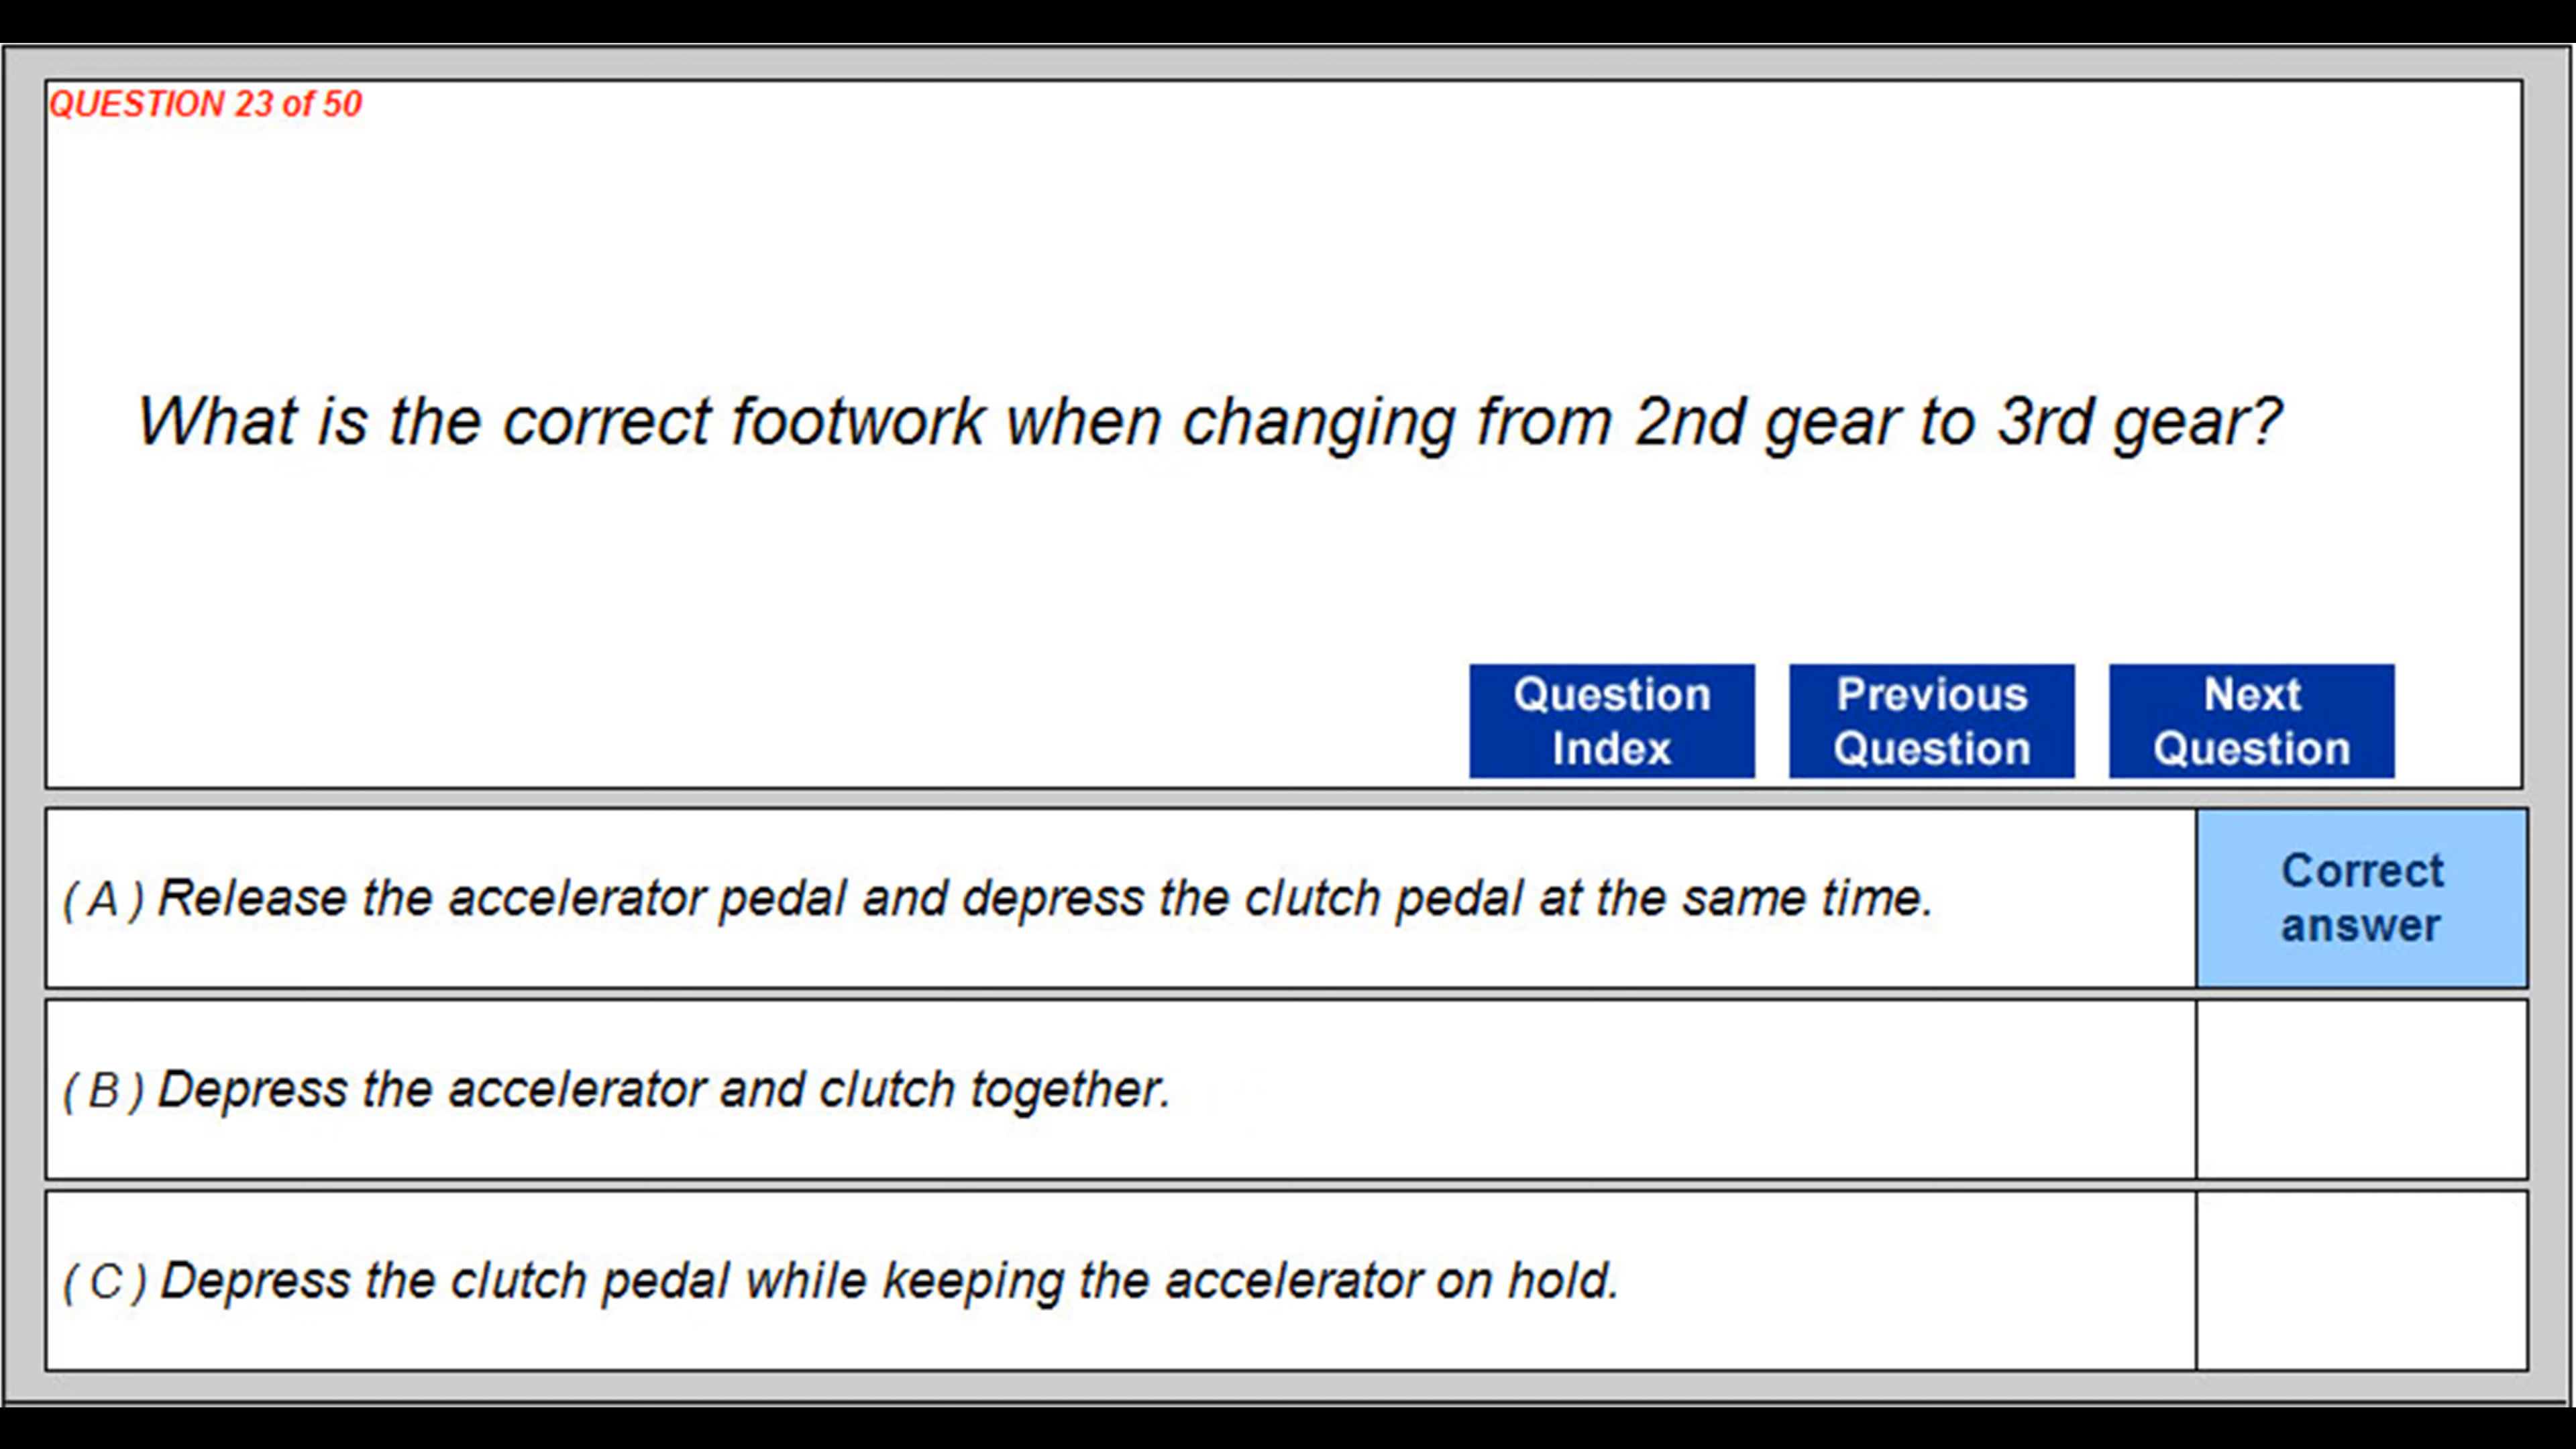 QUESTION 23 of 50
What is the correct footwork when changing from 2nd gear to 3rd gear?
Question
Index
Previous
Question
Next
Question
( A ) Release the accelerator pedal and depress the clutch pedal at the same time.
Correct
answer
( B ) Depress the accelerator and clutch together.
( C ) Depress the clutch pedal while keeping the accelerator on hold.